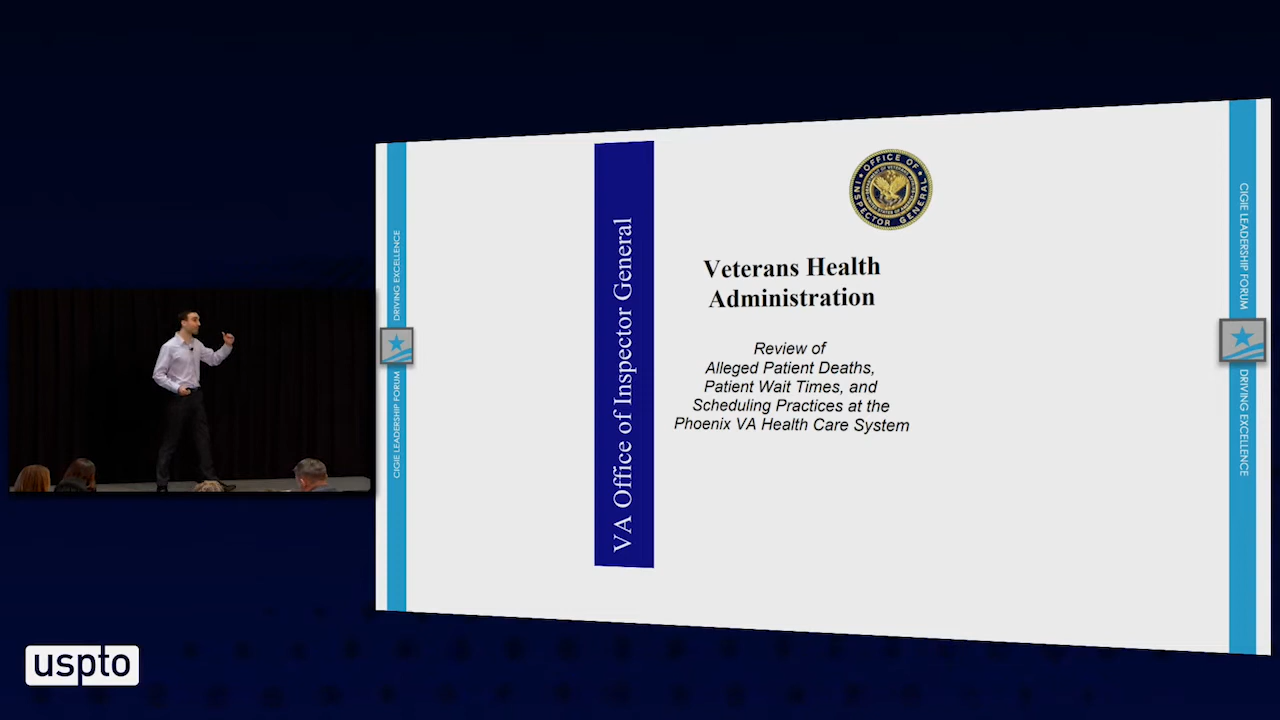 OFFICE OF
INSPECTOR GENERAL
Veterans Health
Administration
Review of
Alleged Patient Deaths,
Patient Wait Times, and
Scheduling Practices at the
Phoenix VA Health Care System
VA Office of Inspector General
CIGIE LEADERSHIP FORUM
DRIVING EXCELLENCE
CIGIE LEADERSHIP FORUM
DRIVING EXCELLENCE
uspto